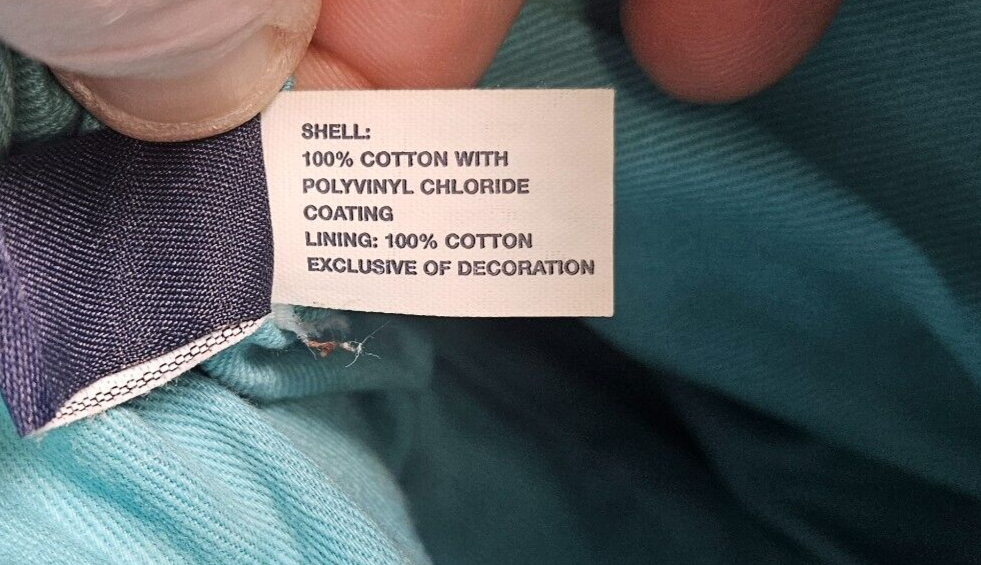 SHELL:
100% COTTON WITH
POLYVINYL CHLORIDE
COATING
LINING: 100% COTTON
EXCLUSIVE OF DECORATION